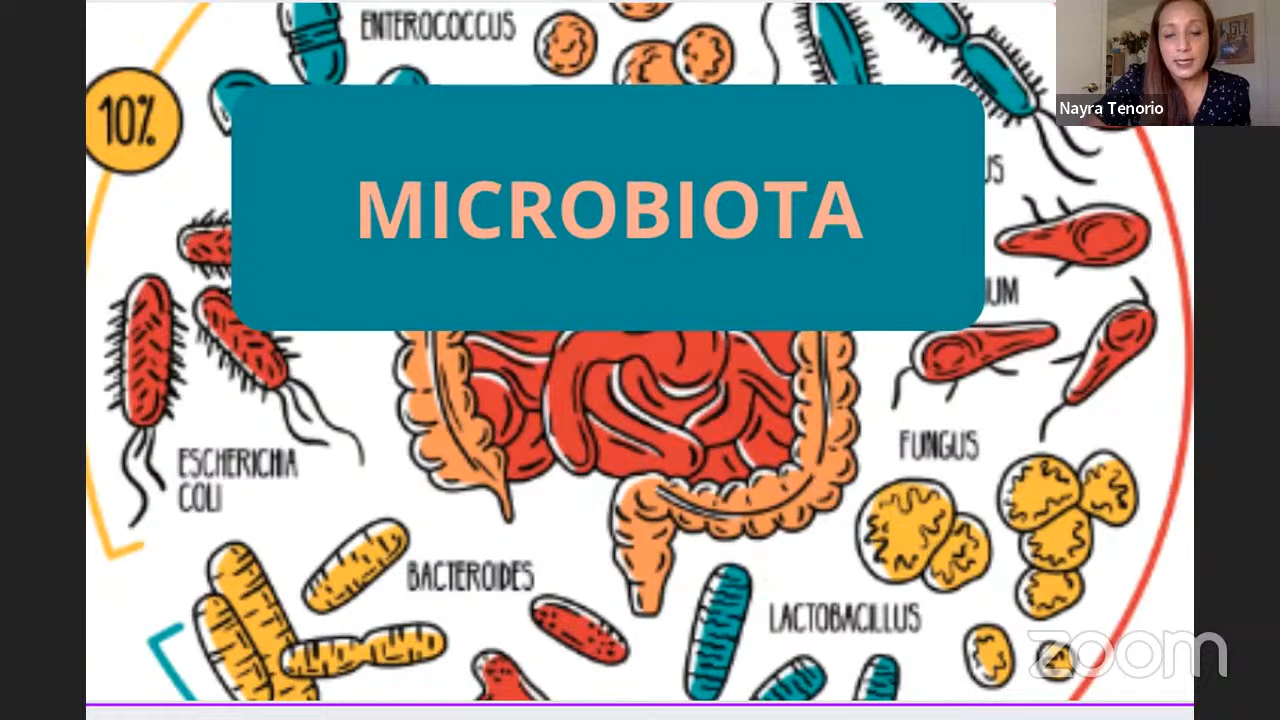 ENTEROCOCCUS
10%
Nayra Tenorio
MICROBIOTA
ESCHERICHIA
COLI
FUNGUS
BACTEROIDES
LACTOBACILLUS
zoom